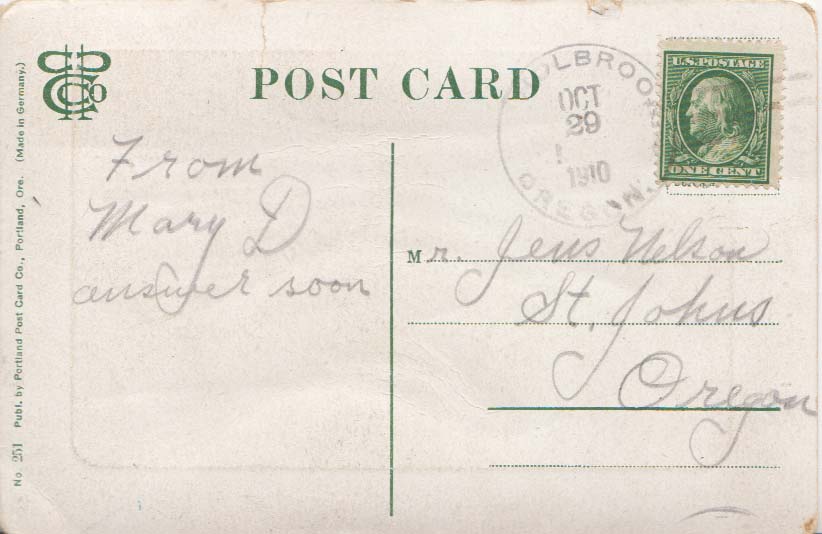 POST CARD
HOLBROOK
OCT
29
1910
OREGON.
U.S. POSTAGE
ONE CENT
From
Mary D
answer soon
Mr. Jens Nelson
St. Johns
Oregon
No. 251 Publ. by Portland Post Card Co., Portland, Ore. (Made in Germany.)